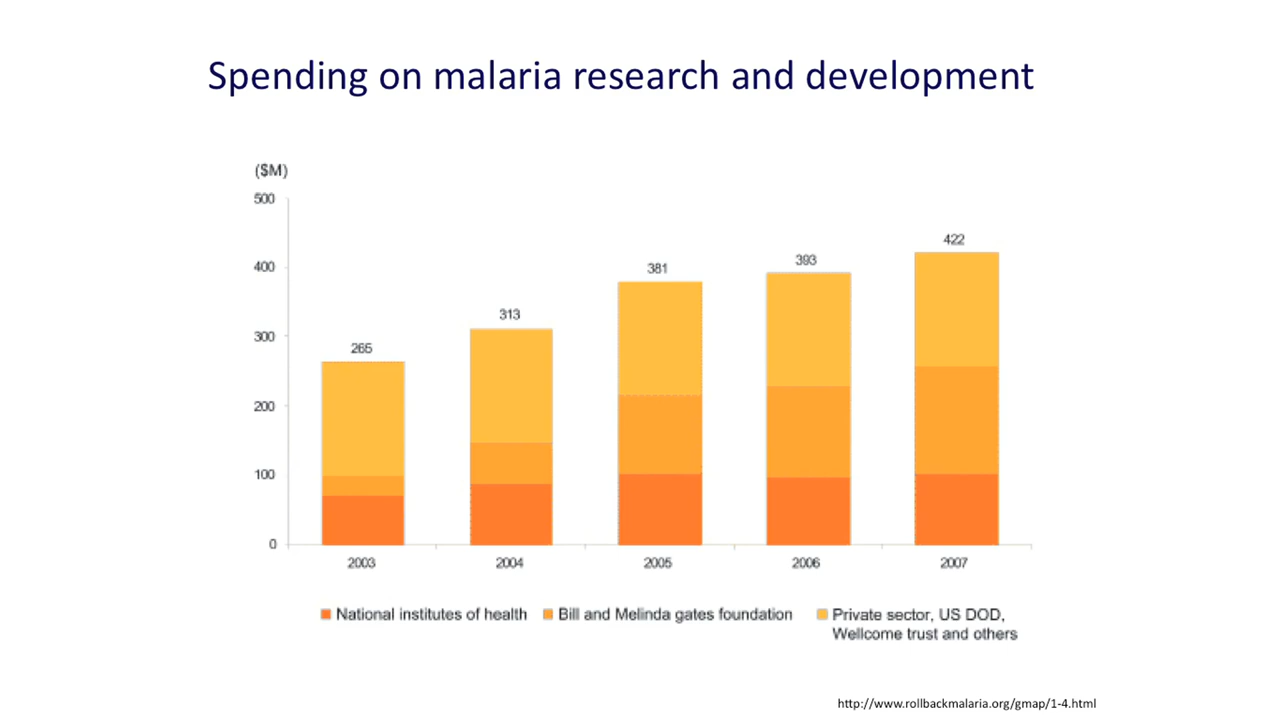 Spending on malaria research and development
($M)
500
400
300
200
100
0
265
313
381
393
422
2003
2004
2005
2006
2007
National institutes of health
Bill and Melinda gates foundation
Private sector, US DOD,
Wellcome trust and others
http://www.rollbackmalaria.org/gmap/1-4.html